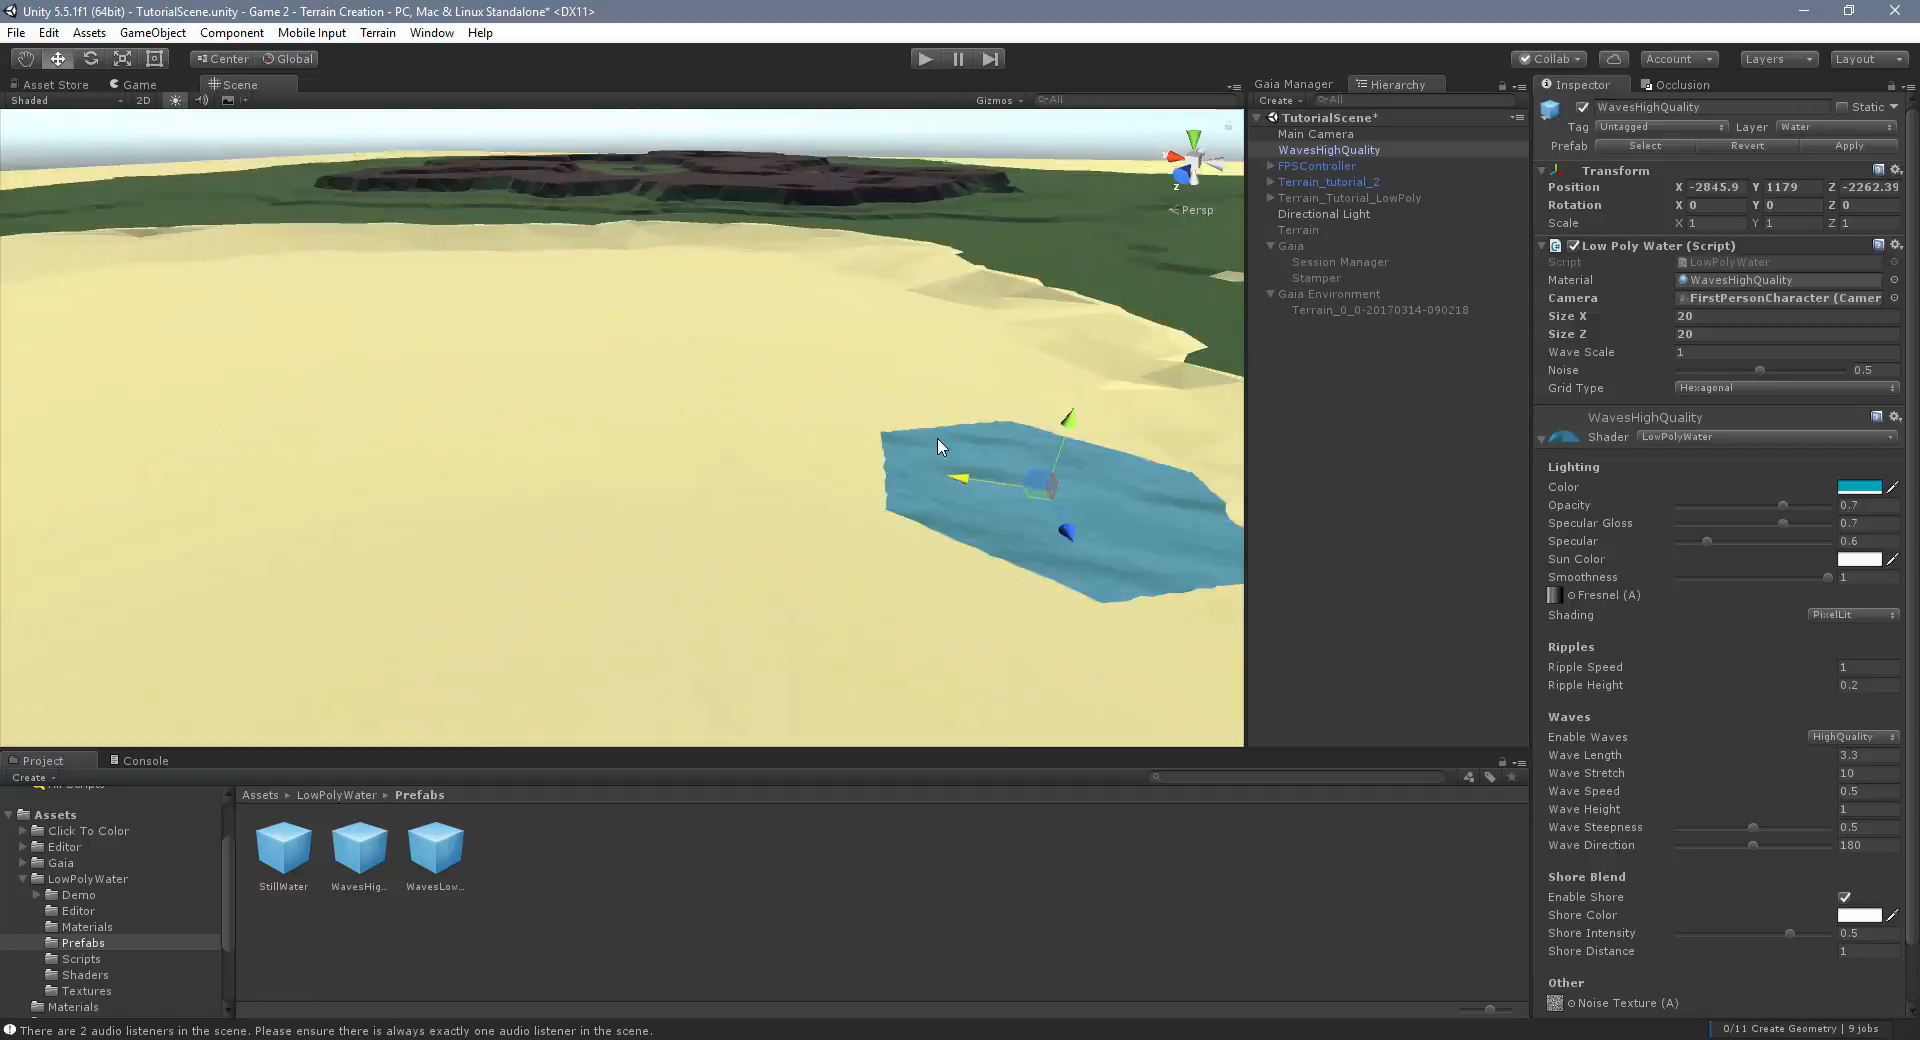 Unity 5.5.1f1 (64bit) - TutorialScene.unity - Game 2 - Terrain Creation - PC, Mac & Linux Standalone* <DX11>
File Edit Assets GameObject Component Mobile Input Terrain Window Help
Center Global Collab Account Layers Layout
Asset Store Game Scene
Shaded 2D Gizmos All
Persp
X
Z
Gaia Manager Hierarchy
Create All
TutorialScene*
Main Camera
WavesHighQuality
FPSController
Terrain_tutorial_2
Terrain_Tutorial_LowPoly
Directional Light
Terrain
Gaia
Session Manager
Stamper
Gaia Environment
Terrain_0_0-20170314-090218
Inspector Occlusion
WavesHighQuality Static
Tag Untagged Layer Water
Prefab Select Revert Apply
Transform
Position X -2845.9 Y 1179 Z -2262.39
Rotation X 0 Y 0 Z 0
Scale X 1 Y 1 Z 1
Low Poly Water (Script)
Script LowPolyWater
Material WavesHighQuality
Camera FirstPersonCharacter (Camer
Size X 20
Size Z 20
Wave Scale 1
Noise 0.5
Grid Type Hexagonal
WavesHighQuality
Shader LowPolyWater
Lighting
Color
Opacity 0.7
Specular Gloss 0.7
Specular 0.6
Sun Color
Smoothness 1
Fresnel (A)
Shading PixelLit
Ripples
Ripple Speed 1
Ripple Height 0.2
Waves
Enable Waves HighQuality
Wave Length 3.3
Wave Stretch 10
Wave Speed 0.5
Wave Height 1
Wave Steepness 0.5
Wave Direction 180
Shore Blend
Enable Shore
Shore Color
Shore Intensity 0.5
Shore Distance 1
Other
Noise Texture (A)
Project Console
Create
Assets
Click To Color
Editor
Gaia
LowPolyWater
Demo
Editor
Materials
Prefabs
Scripts
Shaders
Textures
Materials
Assets LowPolyWater Prefabs
StillWater WavesHig... WavesLow...
There are 2 audio listeners in the scene. Please ensure there is always exactly one audio listener in the scene.
0/11 Create Geometry | 9 jobs